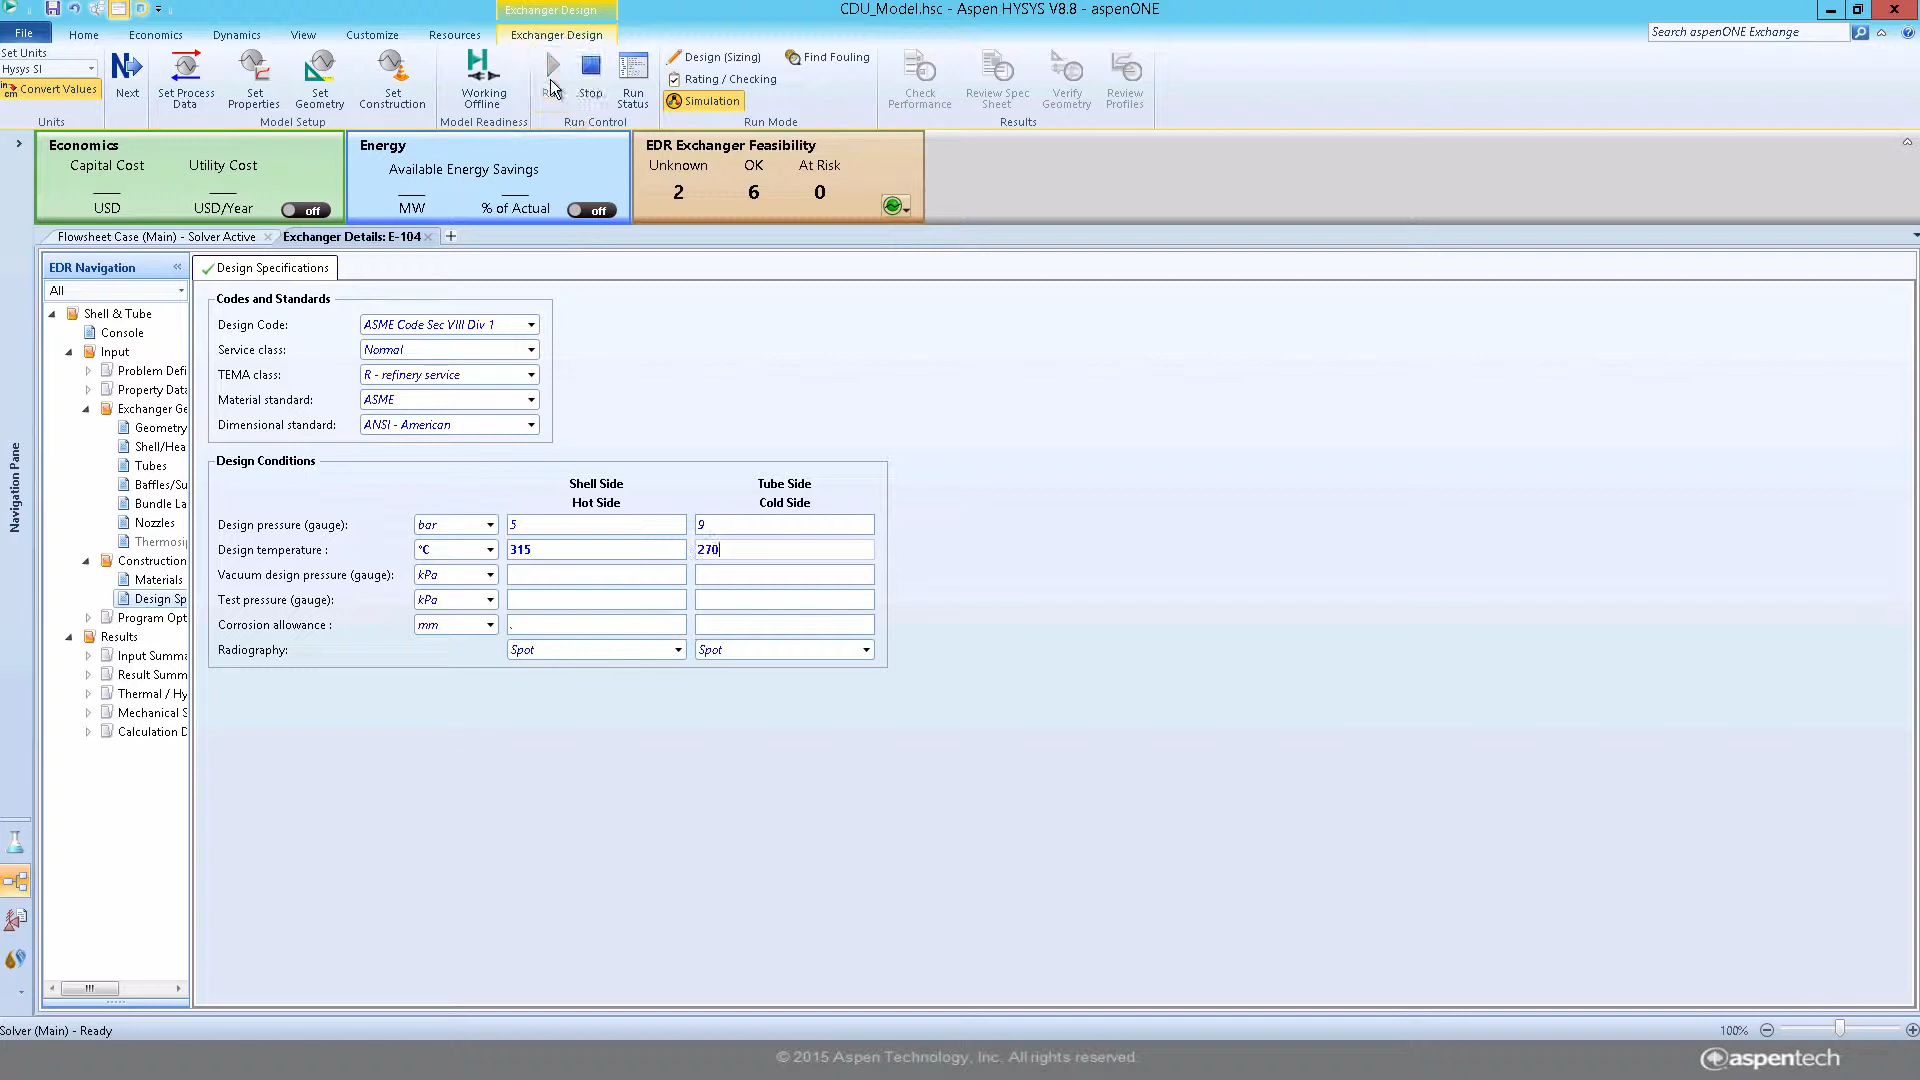 Exchanger Design
CDU_Model.hsc - Aspen HYSYS V8.8 - aspenONE
File
Home
Economics
Dynamics
View
Customize
Resources
Exchanger Design
Search aspenONE Exchange
Set Units
Hysys SI
Convert Values
Units
Next
Set Process
Data
Set
Properties
Set
Geometry
Set
Construction
Model Setup
Working
Offline
Model Readiness
Stop
Run
Status
Run Control
Design (Sizing)
Rating / Checking
Simulation
Find Fouling
Run Mode
Check
Performance
Review Spec
Sheet
Verify
Geometry
Review
Profiles
Results
Economics
Capital Cost
Utility Cost
USD
USD/Year
off
Energy
Available Energy Savings
MW
% of Actual
off
EDR Exchanger Feasibility
Unknown
OK
At Risk
2
6
0
Flowsheet Case (Main) - Solver Active
Exchanger Details: E-104
Navigation Pane
EDR Navigation
All
Shell & Tube
Console
Input
Problem Defi
Property Data
Exchanger Ge
Geometry
Shell/Hea
Tubes
Baffles/Su
Bundle La
Nozzles
Thermosi
Construction
Materials
Design Sp
Program Opt
Results
Input Summa
Result Summ
Thermal / Hy
Mechanical S
Calculation D
Design Specifications
Codes and Standards
Design Code: ASME Code Sec VIII Div 1
Service class: Normal
TEMA class: R - refinery service
Material standard: ASME
Dimensional standard: ANSI - American
Design Conditions
Shell Side Tube Side
Hot Side Cold Side
Design pressure (gauge): bar 5 9
Design temperature : °C 315 270
Vacuum design pressure (gauge): kPa
Test pressure (gauge): kPa
Corrosion allowance : mm .
Radiography: Spot Spot
Solver (Main) - Ready
100%
© 2015 Aspen Technology, Inc. All rights reserved.
aspentech